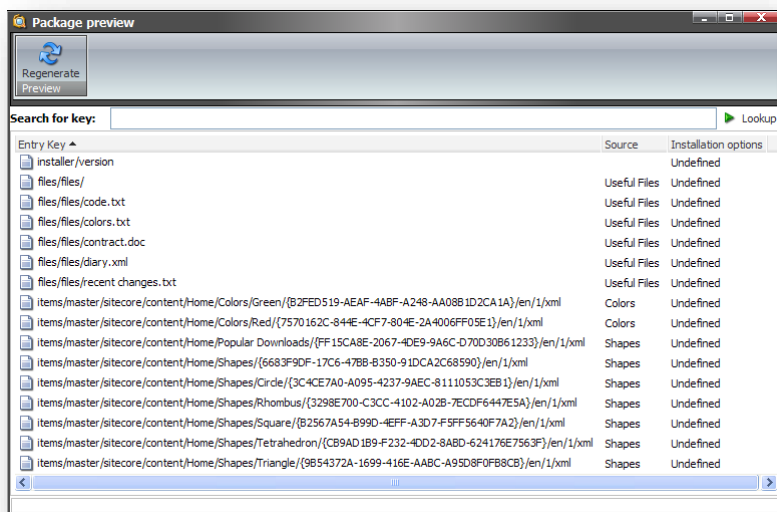 Package preview
Regenerate
Preview
Search for key: Lookup
Entry Key Source Installation options
installer/version Undefined
files/files/ Useful Files Undefined
files/files/code.txt Useful Files Undefined
files/files/colors.txt Useful Files Undefined
files/files/contract.doc Useful Files Undefined
files/files/diary.xml Useful Files Undefined
files/files/recent changes.txt Useful Files Undefined
items/master/sitecore/content/Home/Colors/Green/{B2FED519-AEAF-4ABF-A248-AA08B1D2CA1A}/en/1/xml Colors Undefined
items/master/sitecore/content/Home/Colors/Red/{7570162C-844E-4CF7-804E-2A4006FF05E1}/en/1/xml Colors Undefined
items/master/sitecore/content/Home/Popular Downloads/{FF15CA8E-2067-4DE9-9A6C-D70D30B61233}/en/1/xml Shapes Undefined
items/master/sitecore/content/Home/Shapes/{6683F9DF-17C6-47BB-B350-91DCA2C68590}/en/1/xml Shapes Undefined
items/master/sitecore/content/Home/Shapes/Circle/{3C4CE7A0-A095-4237-9AEC-8111053C3EB1}/en/1/xml Shapes Undefined
items/master/sitecore/content/Home/Shapes/Rhombus/{3298E700-C3CC-4102-A02B-7ECDF6447E5A}/en/1/xml Shapes Undefined
items/master/sitecore/content/Home/Shapes/Square/{B2567A54-B99D-4EFF-A3D7-F5FF5640F7A2}/en/1/xml Shapes Undefined
items/master/sitecore/content/Home/Shapes/Tetrahedron/{CB9AD1B9-F232-4DD2-8ABD-624176E7563F}/en/1/xml Shapes Undefined
items/master/sitecore/content/Home/Shapes/Triangle/{9B54372A-1699-416E-AABC-A95D8F0FB8CB}/en/1/xml Shapes Undefined